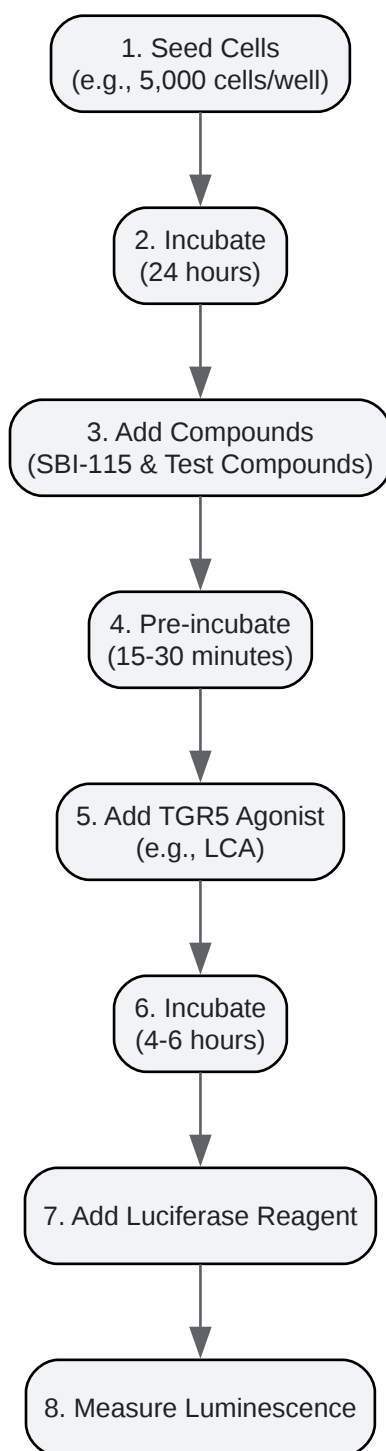 1. Seed Cells
(e.g., 5,000 cells/well)
2. Incubate
(24 hours)
3. Add Compounds
(SBI-115 & Test Compounds)
4. Pre-incubate
(15-30 minutes)
5. Add TGR5 Agonist
(e.g., LCA)
6. Incubate
(4-6 hours)
7. Add Luciferase Reagent
8. Measure Luminescence